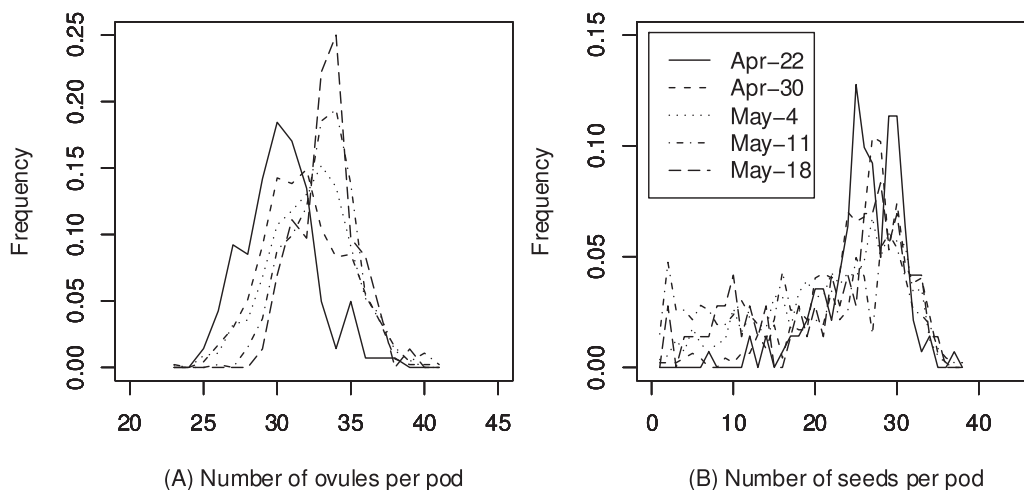 Frequency
0.00 0.05 0.10 0.15 0.20 0.25
20 25 30 35 40 45
(A) Number of ovules per pod
Frequency
0.00 0.05 0.10 0.15
Apr−22
Apr−30
May−4
May−11
May−18
0 10 20 30 40
(B) Number of seeds per pod